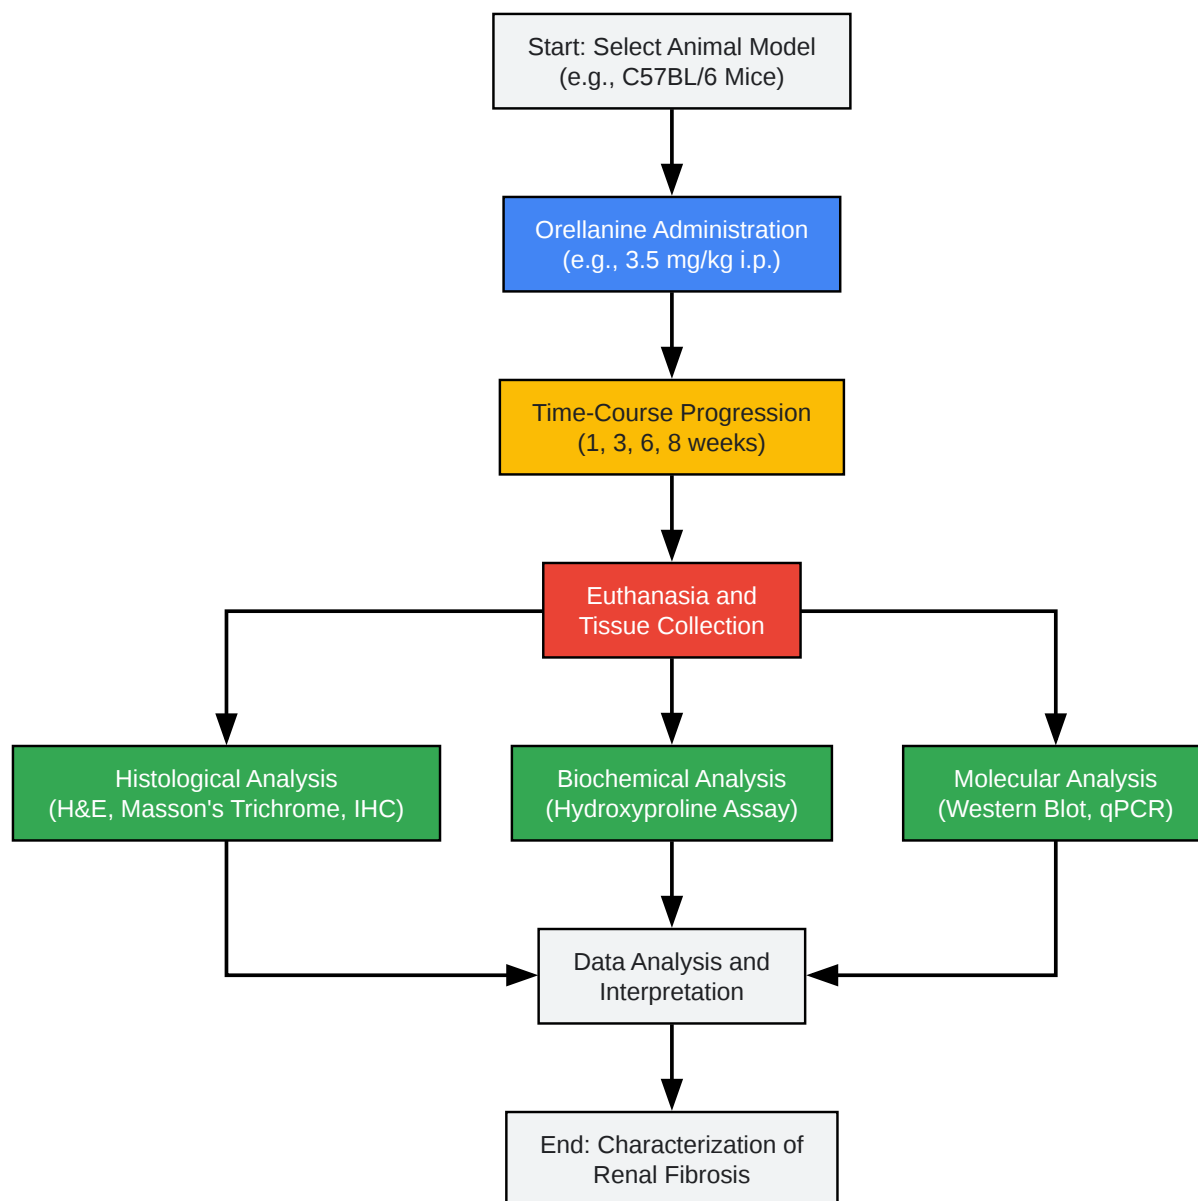 Start: Select Animal Model
(e.g., C57BL/6 Mice)
Orellanine Administration
(e.g., 3.5 mg/kg i.p.)
Time-Course Progression
(1, 3, 6, 8 weeks)
Euthanasia and
Tissue Collection
Histological Analysis
(H&E, Masson's Trichrome, IHC)
Biochemical Analysis
(Hydroxyproline Assay)
Molecular Analysis
(Western Blot, qPCR)
Data Analysis and
Interpretation
End: Characterization of
Renal Fibrosis